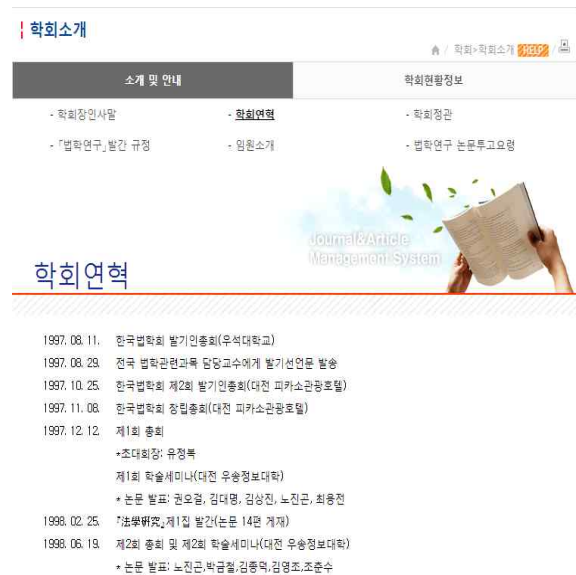 학회소개
/ 학회>학회소개 HELP /
소개 및 안내 학회현황정보
- 학회장인사말 - 학회연혁 - 학회정관
- 「법학연구」발간 규정 - 임원소개 - 법학연구 논문투고요령
Journal&Article
Management System
학회연혁
1997. 08. 11. 한국법학회 발기인총회(우석대학교)
1997. 08. 29. 전국 법학관련과목 담당교수에게 발기선언문 발송
1997. 10. 25. 한국법학회 제2회 발기인총회(대전 피카소관광호텔)
1997. 11. 08. 한국법학회 창립총회(대전 피카소관광호텔)
1997. 12. 12. 제1회 총회
*초대회장: 유정복
제1회 학술세미나(대전 우송정보대학)
* 논문 발표: 권오걸, 김대명, 김상진, 노진곤, 최용전
1998. 02. 25. 『法學硏究』제1집 발간(논문 14편 게재)
1998. 06. 19. 제2회 총회 및 제2회 학술세미나(대전 우송정보대학)
* 논문 발표: 노진곤,박금철,김종덕,김영조,조준수